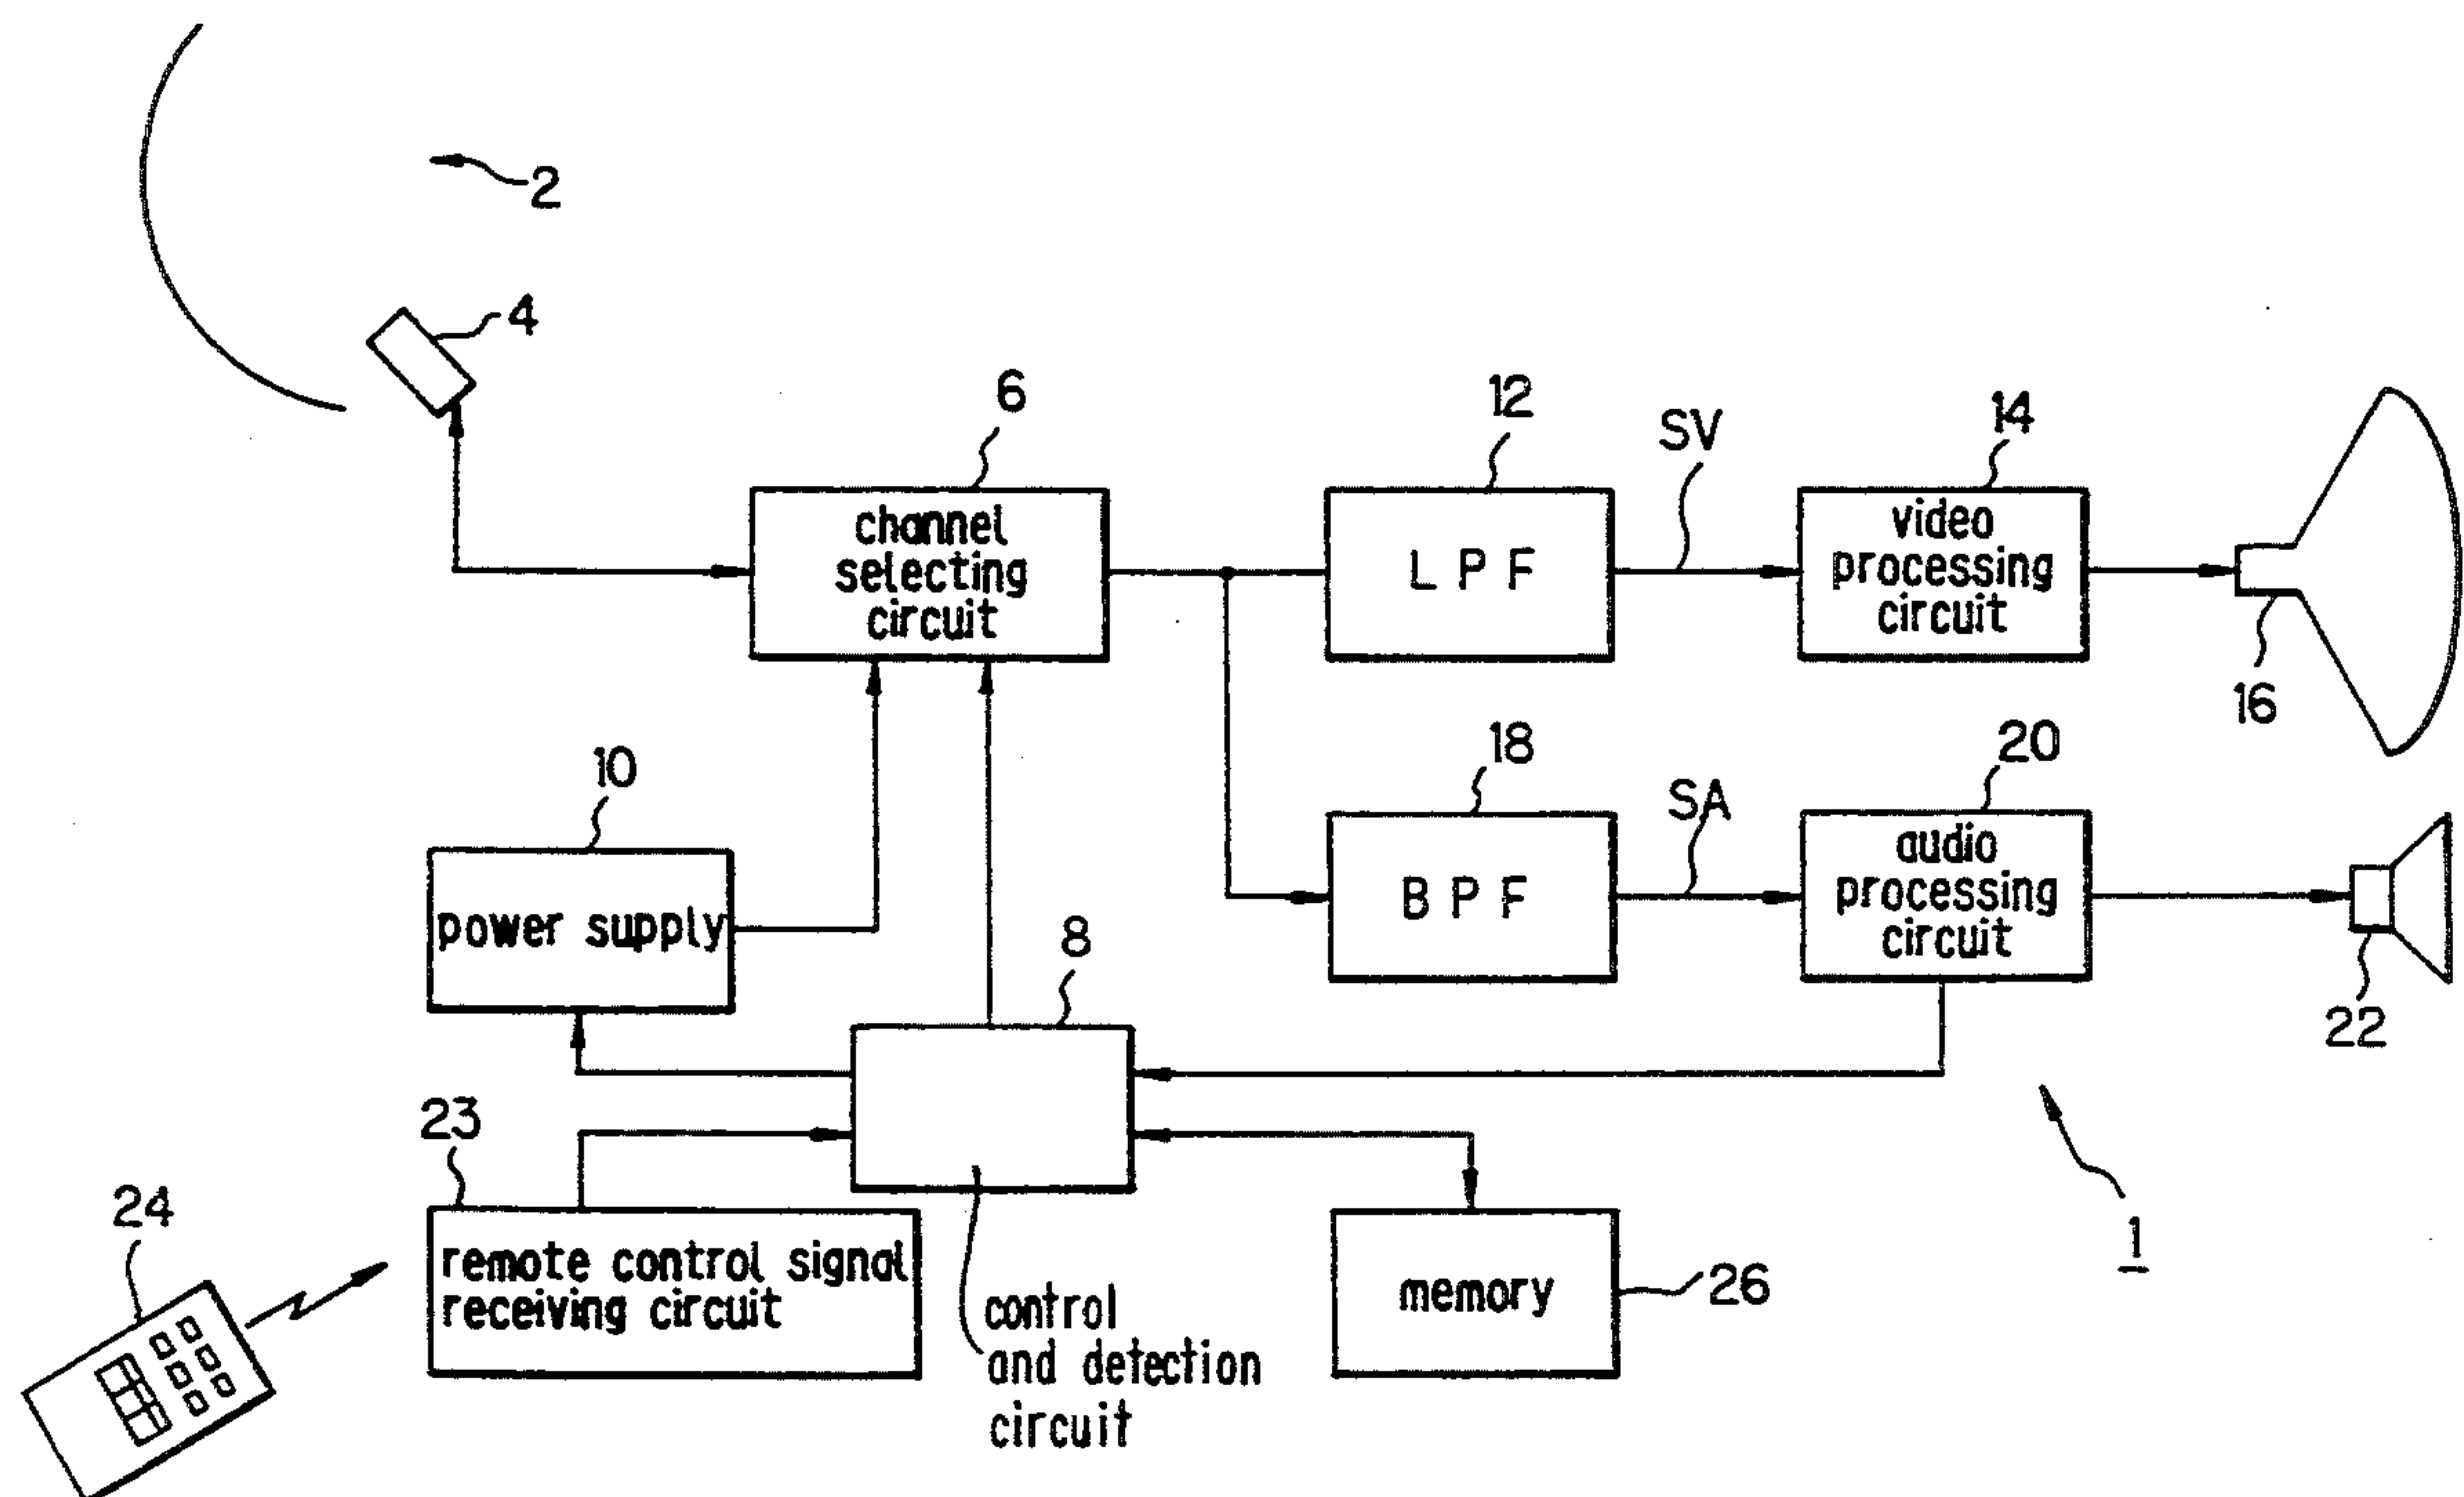 2
4
6
channel
selecting
circuit
12
L P F
SV
14
video
processing
circuit
16
10
power supply
18
B P F
SA
20
audio
processing
circuit
22
8
control
and detection
circuit
23
remote control signal
receiving circuit
24
memory
26
1